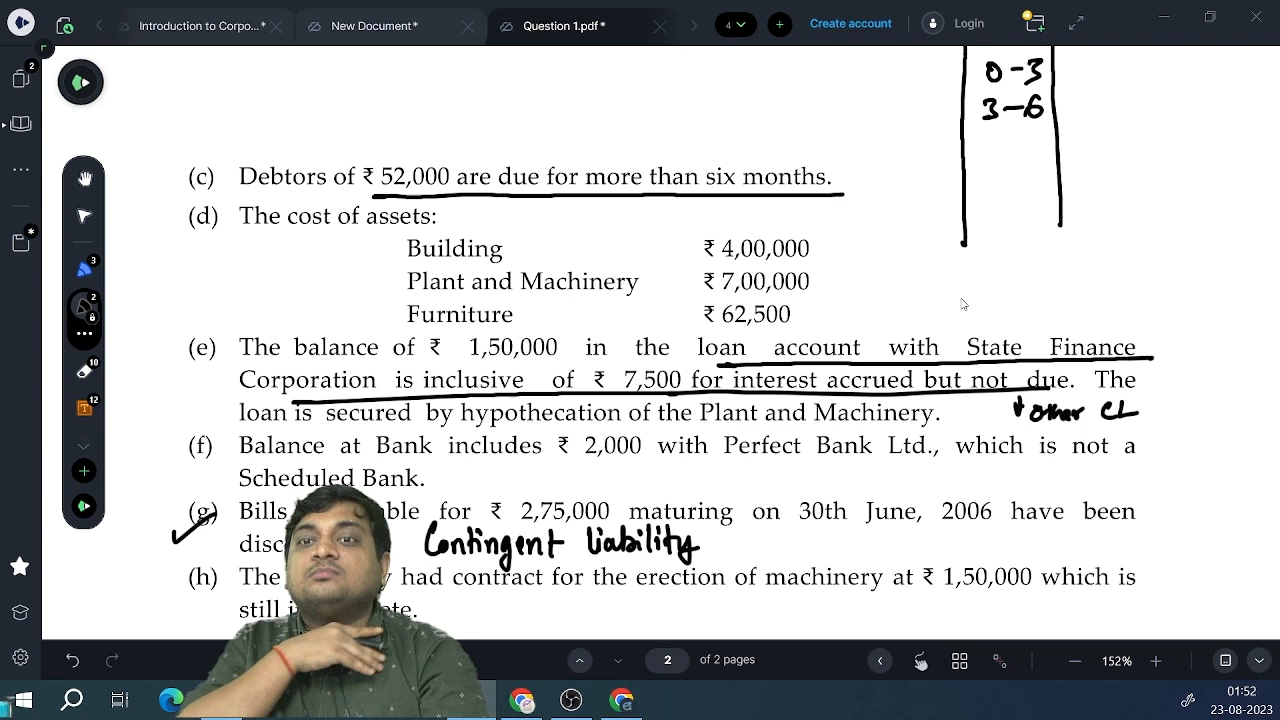 Introduction to Corpo...*
New Document*
Question 1.pdf*
4
Create account
Login
2
0-3
3-6
(c) Debtors of ₹ 52,000 are due for more than six months.
(d) The cost of assets:
Building ₹ 4,00,000
Plant and Machinery ₹ 7,00,000
Furniture ₹ 62,500
(e) The balance of ₹ 1,50,000 in the loan account with State Finance
Corporation is inclusive of ₹ 7,500 for interest accrued but not due. The
loan is secured by hypothecation of the Plant and Machinery.
other CL
(f) Balance at Bank includes ₹ 2,000 with Perfect Bank Ltd., which is not a
Scheduled Bank.
(g) Bills for ₹ 2,75,000 maturing on 30th June, 2006 have been
Contingent liability
(h) The had contract for the erection of machinery at ₹ 1,50,000 which is
still
3
2
10
12
2 of 2 pages
152%
01:52
23-08-2023